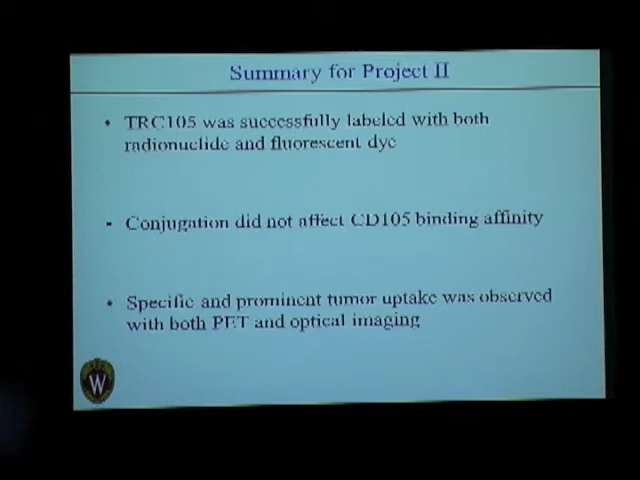 Summary for Project II
• TRC105 was successfully labeled with both
radionuclide and fluorescent dye
• Conjugation did not affect CD105 binding affinity
• Specific and prominent tumor uptake was observed
with both PET and optical imaging
W